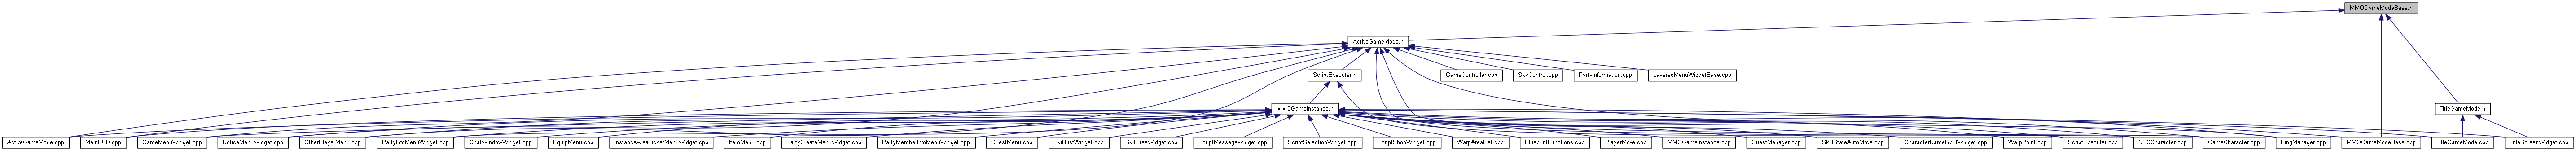 MMOGameModeBase.h
ActiveGameMode.h
ScriptExecuter.h
GameController.cpp
SkyControl.cpp
PartyInformation.cpp
LayeredMenuWidgetBase.cpp
MMOGameInstance.h
TitleGameMode.h
ActiveGameMode.cpp
MainHUD.cpp
GameMenuWidget.cpp
NoticeMenuWidget.cpp
OtherPlayerMenu.cpp
PartyInfoMenuWidget.cpp
ChatWindowWidget.cpp
EquipMenu.cpp
InstanceAreaTicketMenuWidget.cpp
ItemMenu.cpp
PartyCreateMenuWidget.cpp
PartyMemberInfoMenuWidget.cpp
QuestMenu.cpp
SkillListWidget.cpp
SkillTreeWidget.cpp
ScriptMessageWidget.cpp
ScriptSelectionWidget.cpp
ScriptShopWidget.cpp
WarpAreaList.cpp
BlueprintFunctions.cpp
PlayerMove.cpp
MMOGameInstance.cpp
QuestManager.cpp
SkillStateAutoMove.cpp
CharacterNameInputWidget.cpp
WarpPoint.cpp
ScriptExecuter.cpp
NPCCharacter.cpp
GameCharacter.cpp
PingManager.cpp
MMOGameModeBase.cpp
TitleGameMode.cpp
TitleScreenWidget.cpp